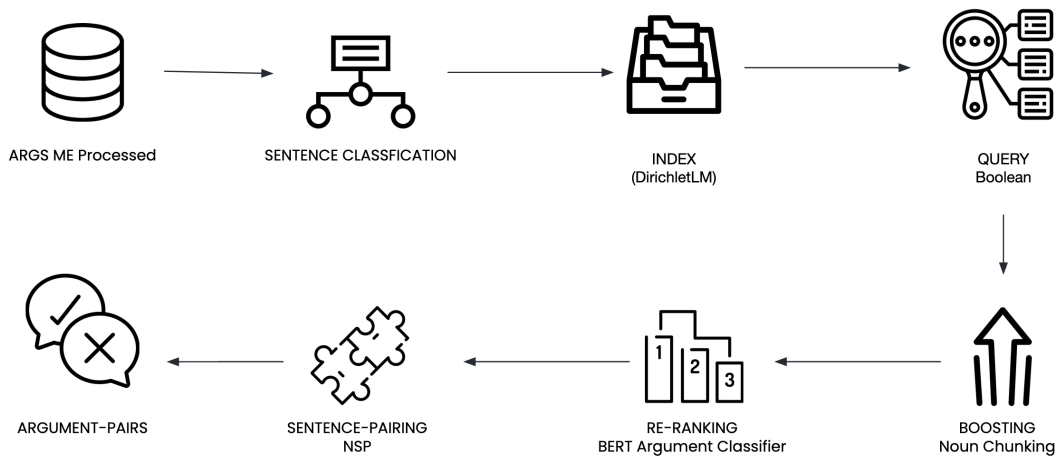 ARGS ME Processed
SENTENCE CLASSFICATION
INDEX
(DirichletLM)
QUERY
Boolean
ARGUMENT-PAIRS
SENTENCE-PAIRING
NSP
1
2
3
RE-RANKING
BERT Argument Classifier
BOOSTING
Noun Chunking